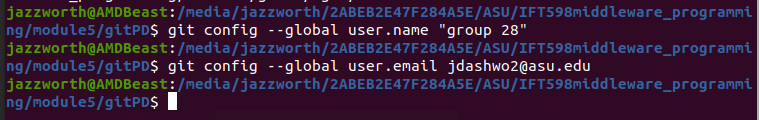 jazzworth@AMDBeast:/media/jazzworth/2ABEB2E47F284A5E/ASU/IFT598middleware_programmi
ng/module5/gitPD$ git config --global user.name "group 28"
jazzworth@AMDBeast:/media/jazzworth/2ABEB2E47F284A5E/ASU/IFT598middleware_programmi
ng/module5/gitPD$ git config --global user.email jdashwo2@asu.edu
jazzworth@AMDBeast:/media/jazzworth/2ABEB2E47F284A5E/ASU/IFT598middleware_programmi
ng/module5/gitPD$